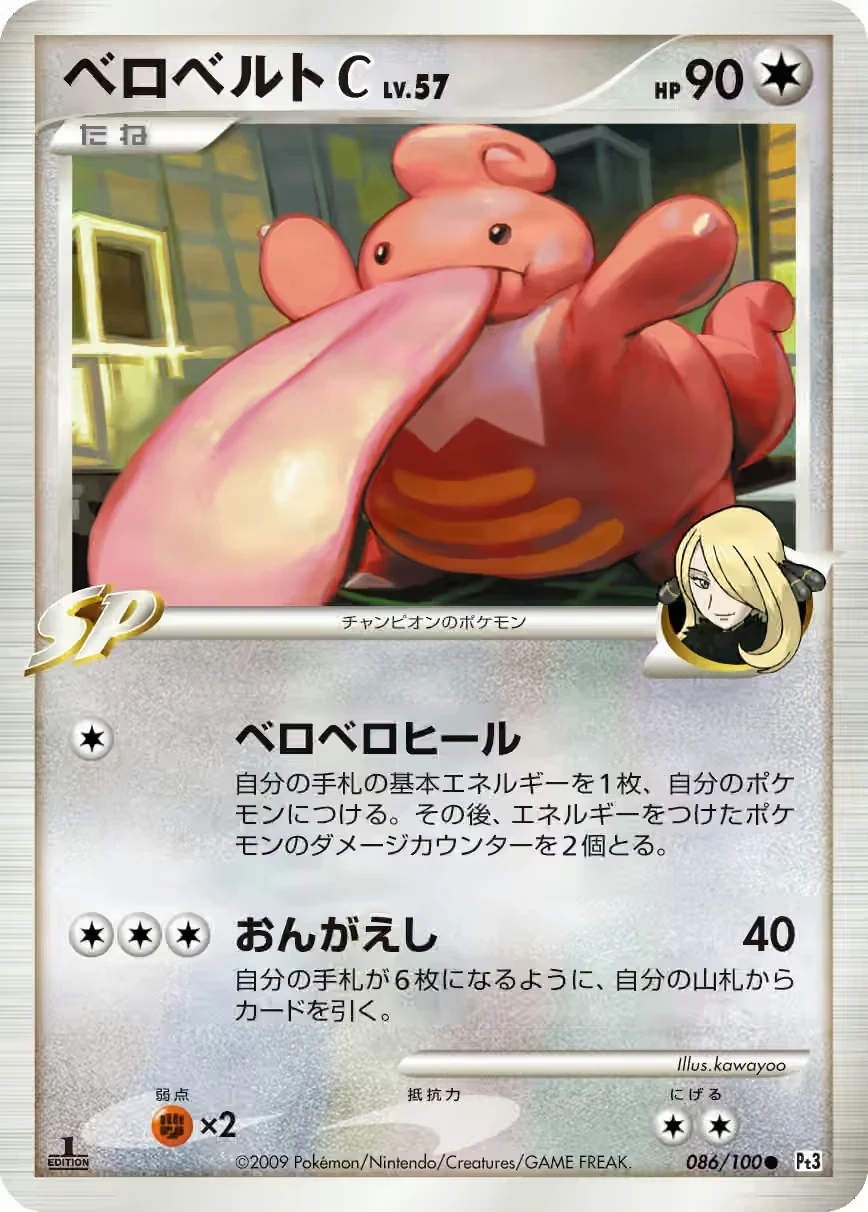 ベロベルト C LV.57 HP 90
たね
SP
チャンピオンのポケモン
ベロベロヒール
自分の手札の基本エネルギーを1枚、自分のポケ
モンにつける。その後、エネルギーをつけたポケ
モンのダメージカウンターを2個とる。
おんがえし 40
自分の手札が6枚になるように、自分の山札から
カードを引く。
Illus.kawayoo
弱点 抵抗力 にげる
×2
1 EDITION ©2009 Pokémon/Nintendo/Creatures/GAME FREAK. 086/100 Pt3